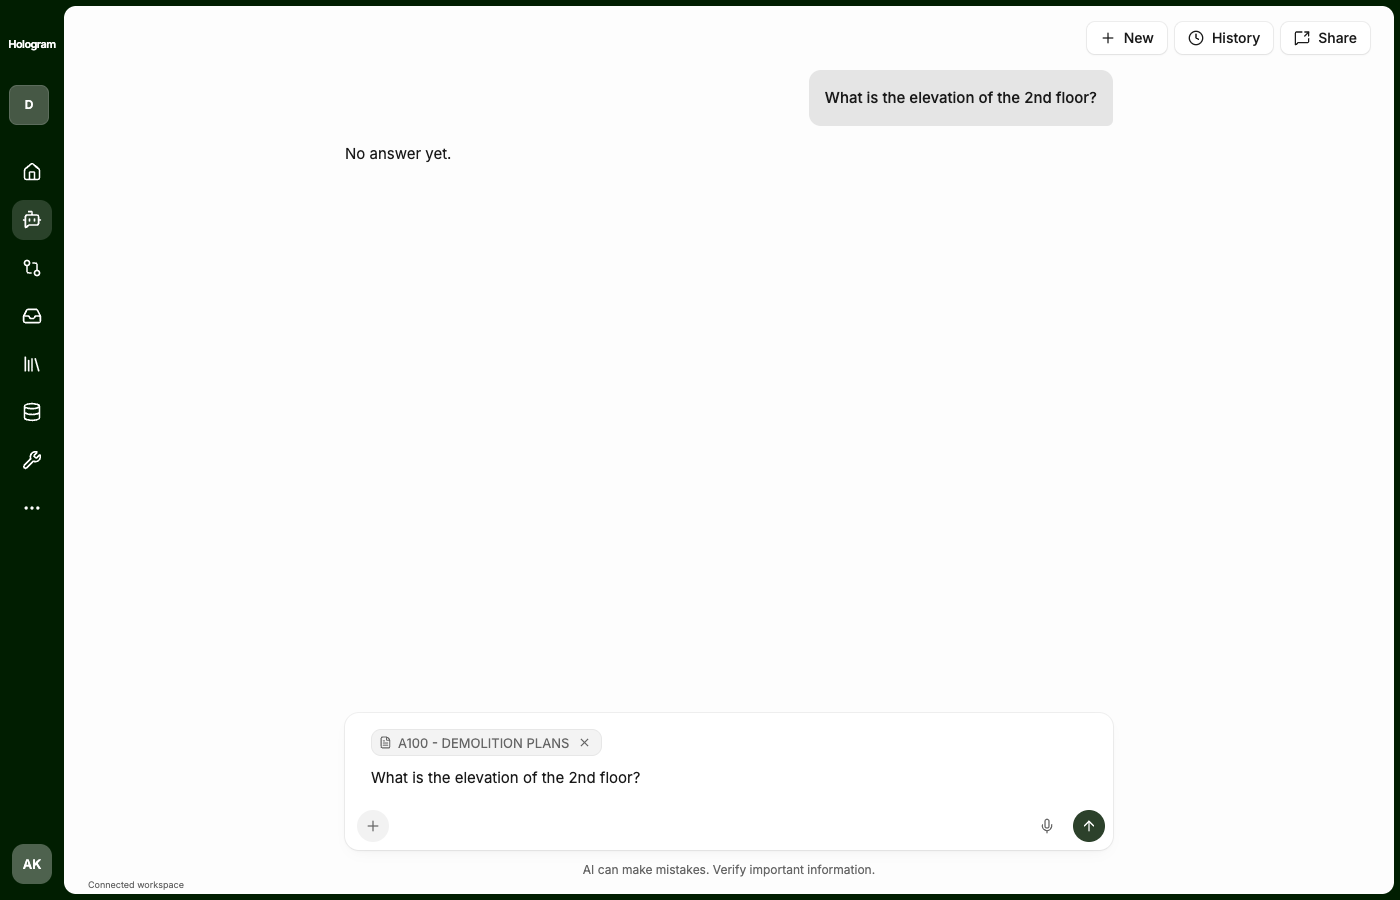 Hologram
New
History
Share
D
What is the elevation of the 2nd floor?
No answer yet.
A100 - DEMOLITION PLANS
What is the elevation of the 2nd floor?
AI can make mistakes. Verify important information.
AK
Connected workspace